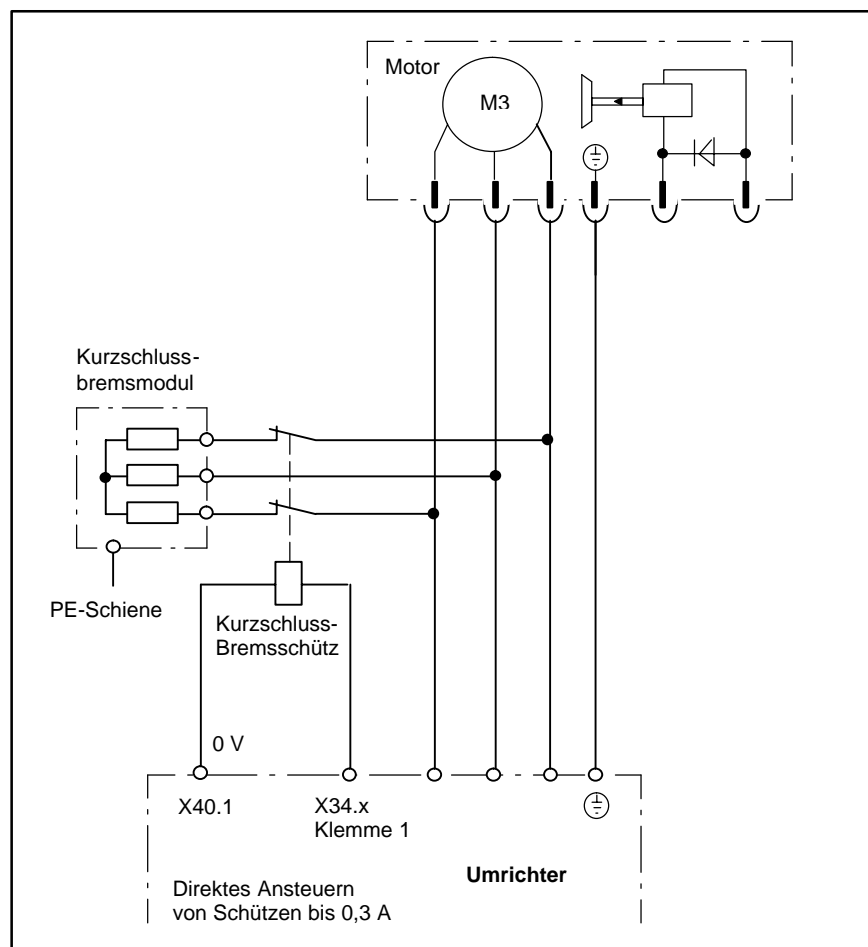 Motor
M3
Kurzschluss-
bremsmodul
PE-Schiene
Kurzschluss-
Bremsschütz
0 V
X40.1
X34.x
Klemme 1
Umrichter
Direktes Ansteuern
von Schützen bis 0,3 A